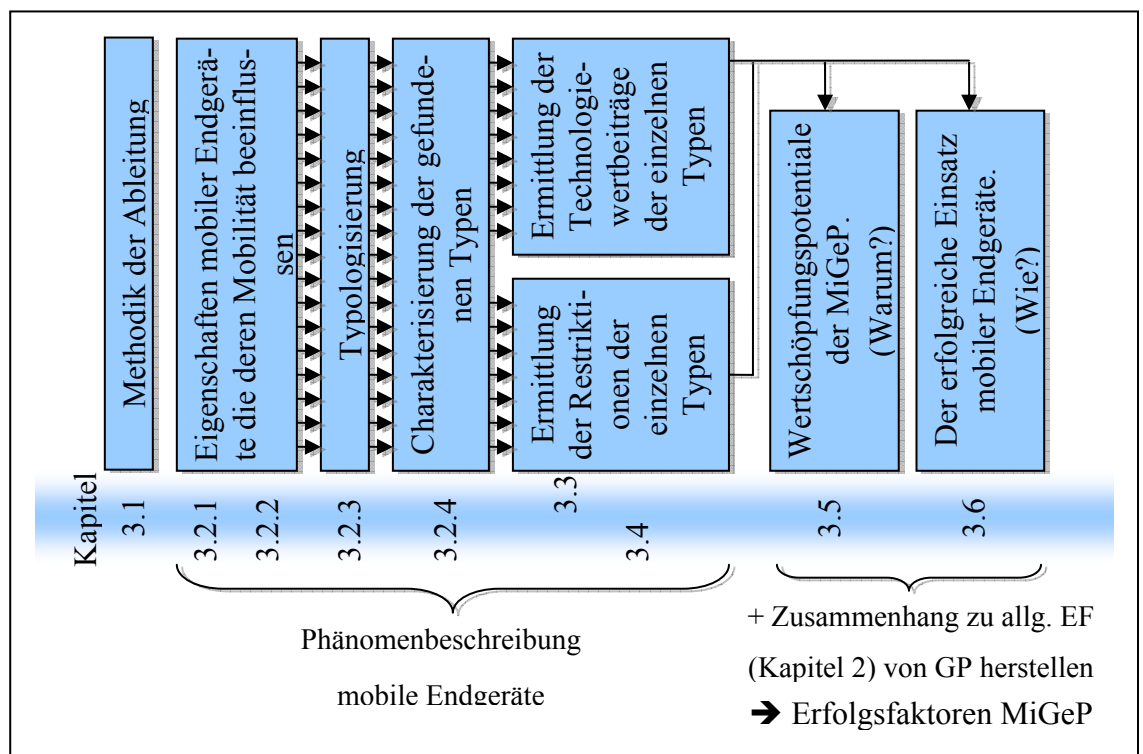 Kapitel
3.1
Methodik der Ableitung
3.2.1
3.2.2
Eigenschaften mobiler Endgerä-
te die deren Mobilität beeinflus-
sen
3.2.3
Typologisierung
3.2.4
Charakterisierung der gefunde-
nen Typen
3.3
3.4
Ermittlung
der Restrikti-
onen der
einzelnen
Typen
Ermittlung der
Technologie-
wertbeiträge
der einzelnen
Typen
3.5
Wertschöpfungspotentiale
der MiGeP.
(Warum?)
3.6
Der erfolgreiche Einsatz
mobiler Endgeräte.
(Wie?)
Phänomenbeschreibung
mobile Endgeräte
+ Zusammenhang zu allg. EF
(Kapitel 2) von GP herstellen
➔ Erfolgsfaktoren MiGeP